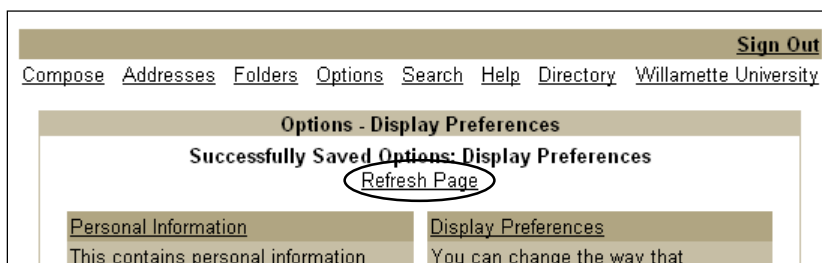 Sign Out
Compose Addresses Folders Options Search Help Directory Willamette University
Options - Display Preferences
Successfully Saved Options: Display Preferences
Refresh Page
Personal Information Display Preferences
This contains personal information You can change the way that